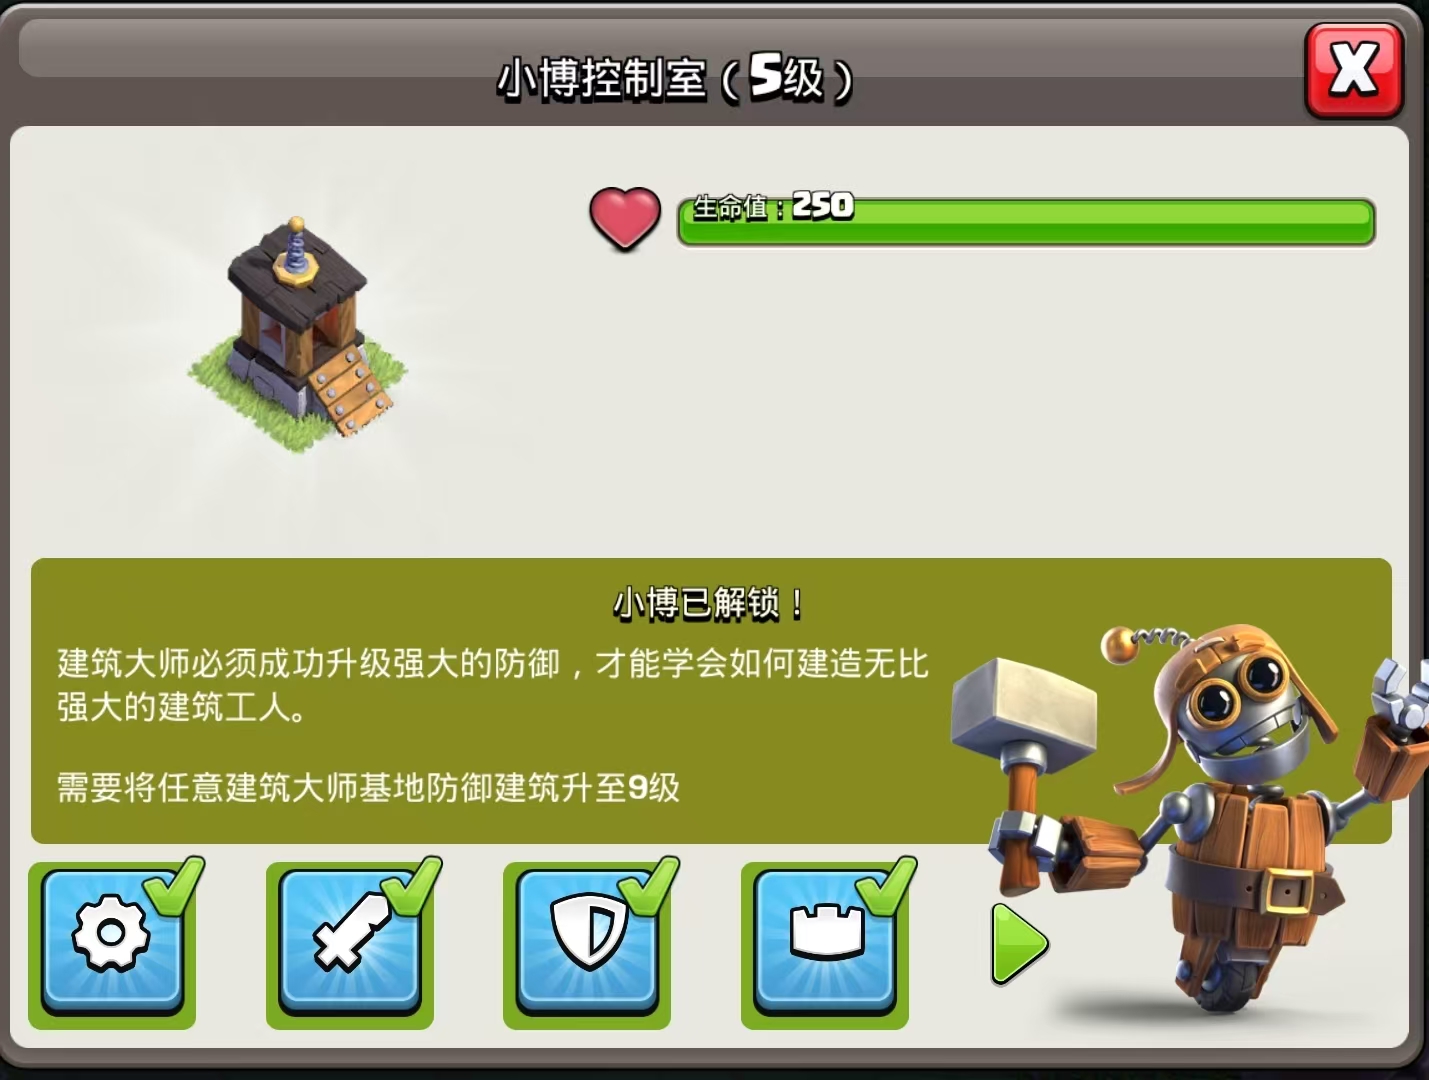 小博控制室（5级）
X
生命值：250
小博已解锁！
建筑大师必须成功升级强大的防御，才能学会如何建造无比
强大的建筑工人。
需要将任意建筑大师基地防御建筑升至9级